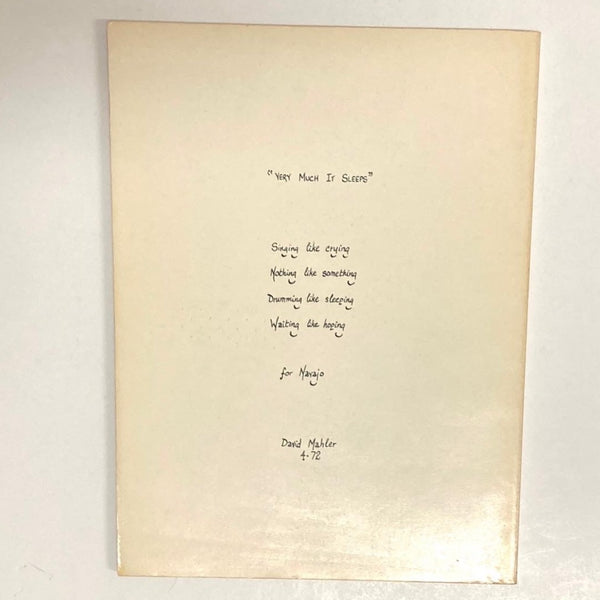 "VERY MUCH IT SLEEPS"
Singing like crying
Nothing like something
Drumming like sleeping
Waiting like hoping
for Navajo
David Mahler
4-72